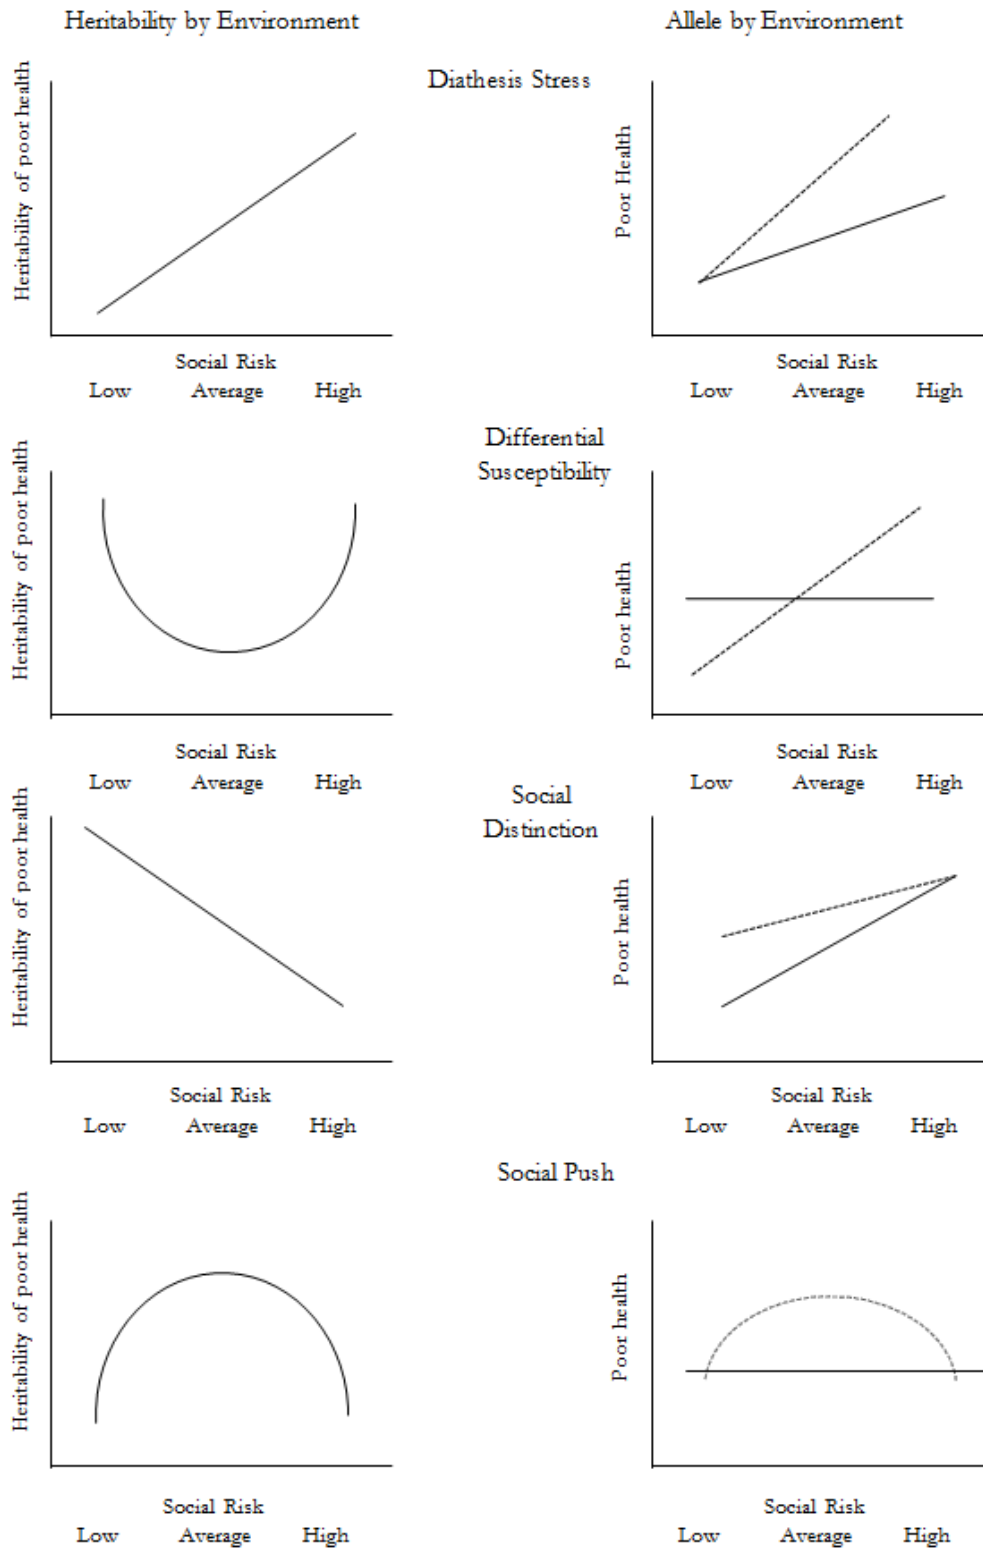 Heritability by Environment
Allele by Environment
Diathesis Stress
Heritability of poor health
Poor Health
Social Risk
Low Average High
Social Risk
Low Average High
Differential
Susceptibility
Heritability of poor health
Poor health
Social Risk
Low Average High
Social Risk
Low Average High
Social
Distinction
Heritability of poor health
Poor health
Social Risk
Low Average High
Social Risk
Low Average High
Social Push
Heritability of poor health
Poor health
Social Risk
Low Average High
Social Risk
Low Average High